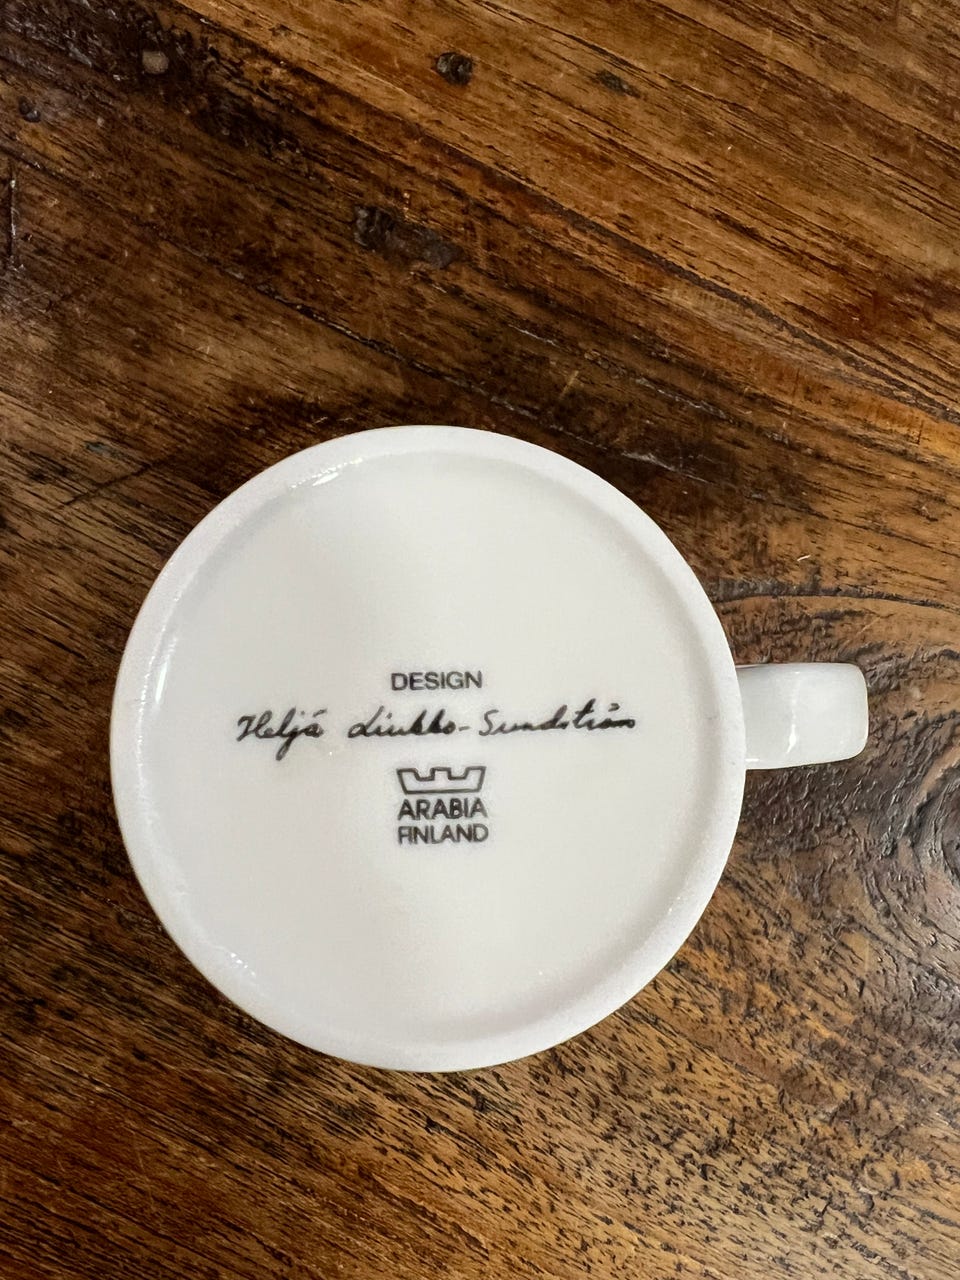 DESIGN
Heljä Liukko-Sundström
ARABIA
FINLAND